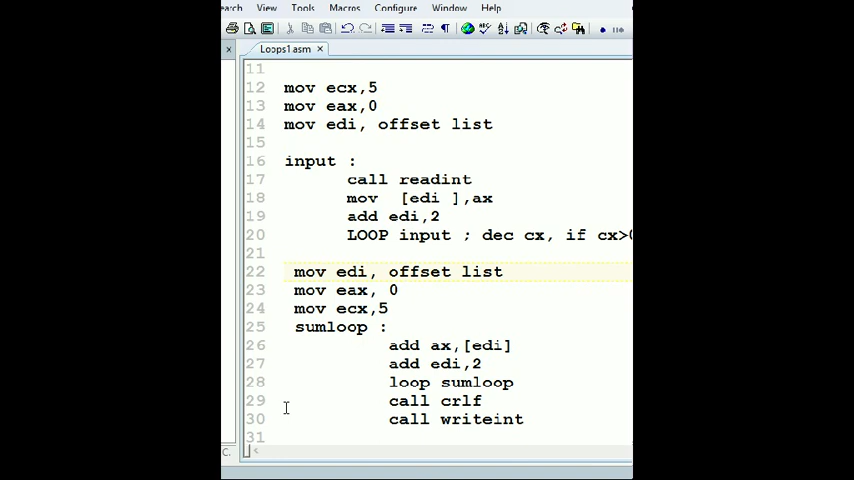 earch View Tools Macros Configure Window Help
Loops1.asm ×
11
12 mov ecx,5
13 mov eax,0
14 mov edi, offset list
15
16 input :
17 call readint
18 mov [edi ],ax
19 add edi,2
20 LOOP input ; dec cx, if cx>0
21
22 mov edi, offset list
23 mov eax, 0
24 mov ecx,5
25 sumloop :
26 add ax,[edi]
27 add edi,2
28 loop sumloop
29 call crlf
30 call writeint
31
C.